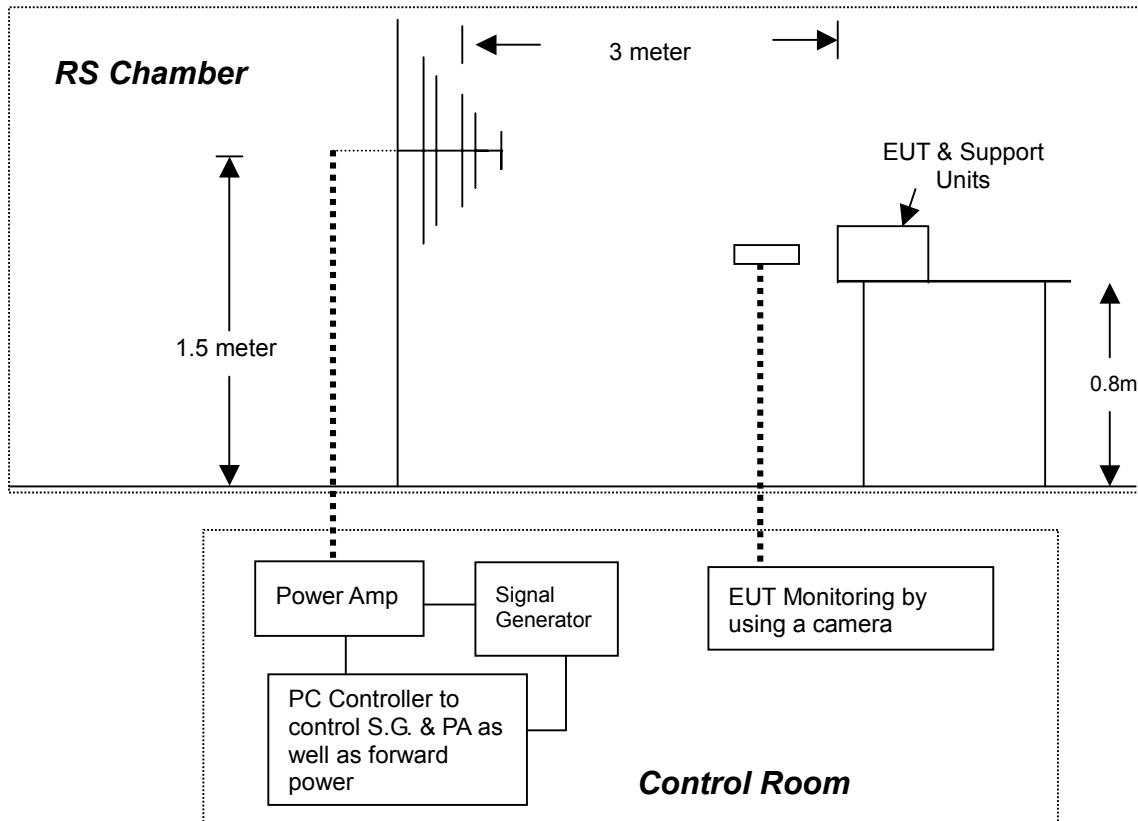 3 meter
RS Chamber
EUT & Support
Units
1.5 meter
0.8m
Power Amp
Signal
Generator
EUT Monitoring by
using a camera
PC Controller to
control S.G. & PA as
well as forward
power
Control Room